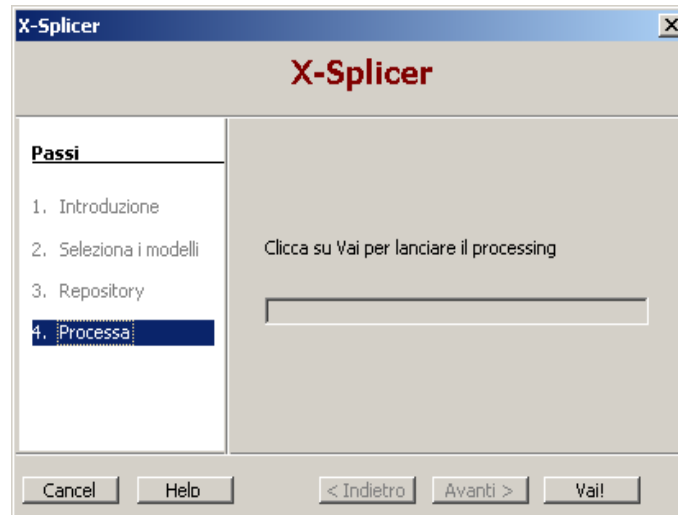 X-Splicer
X-Splicer
Passi
1. Introduzione
2. Seleziona i modelli
3. Repository
4. Processa
Clicca su Vai per lanciare il processing
Cancel
Help
< Indietro
Avanti >
Vai!